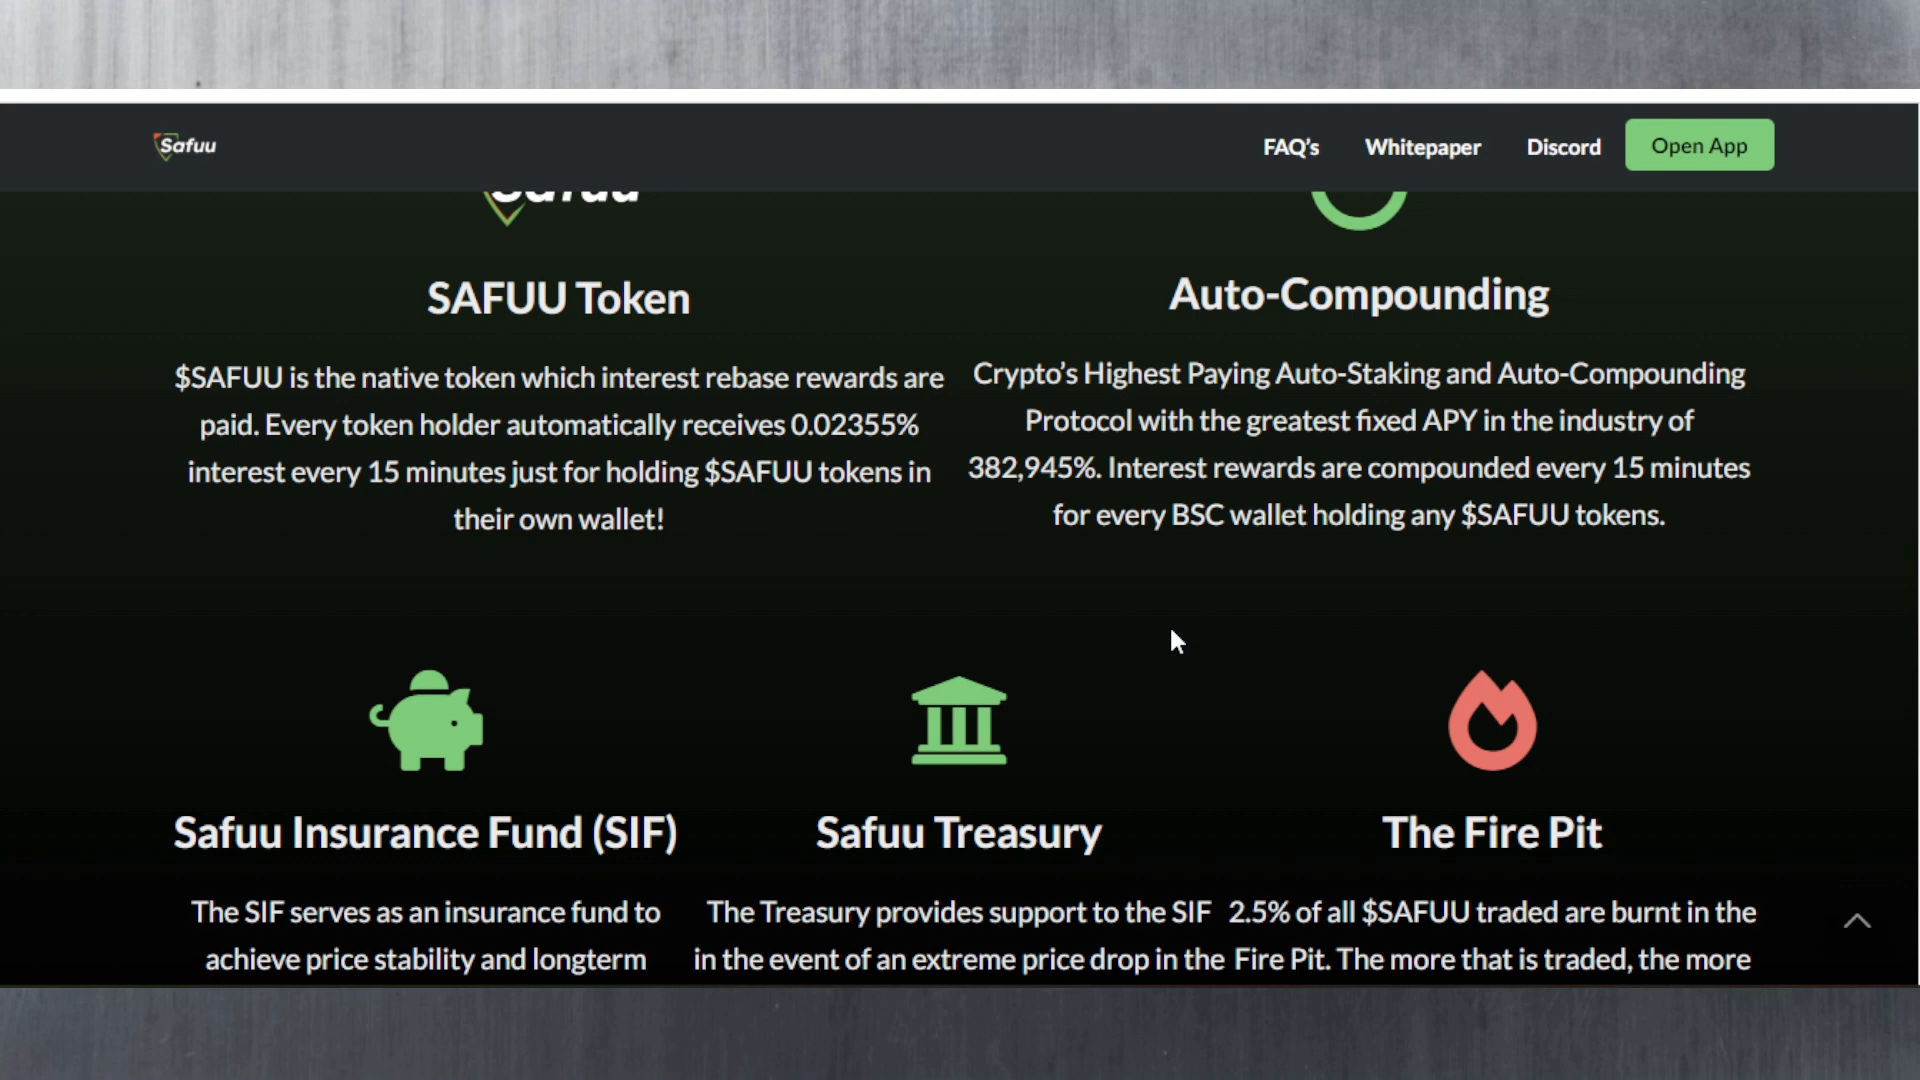 Safuu
FAQ's
Whitepaper
Discord
Open App
SAFUU Token
$SAFUU is the native token which interest rebase rewards are
paid. Every token holder automatically receives 0.02355%
interest every 15 minutes just for holding $SAFUU tokens in
their own wallet!
Auto-Compounding
Crypto's Highest Paying Auto-Staking and Auto-Compounding
Protocol with the greatest fixed APY in the industry of
382,945%. Interest rewards are compounded every 15 minutes
for every BSC wallet holding any $SAFUU tokens.
Safuu Insurance Fund (SIF)
The SIF serves as an insurance fund to
achieve price stability and longterm
Safuu Treasury
The Treasury provides support to the SIF
in the event of an extreme price drop in the
The Fire Pit
2.5% of all $SAFUU traded are burnt in the
Fire Pit. The more that is traded, the more